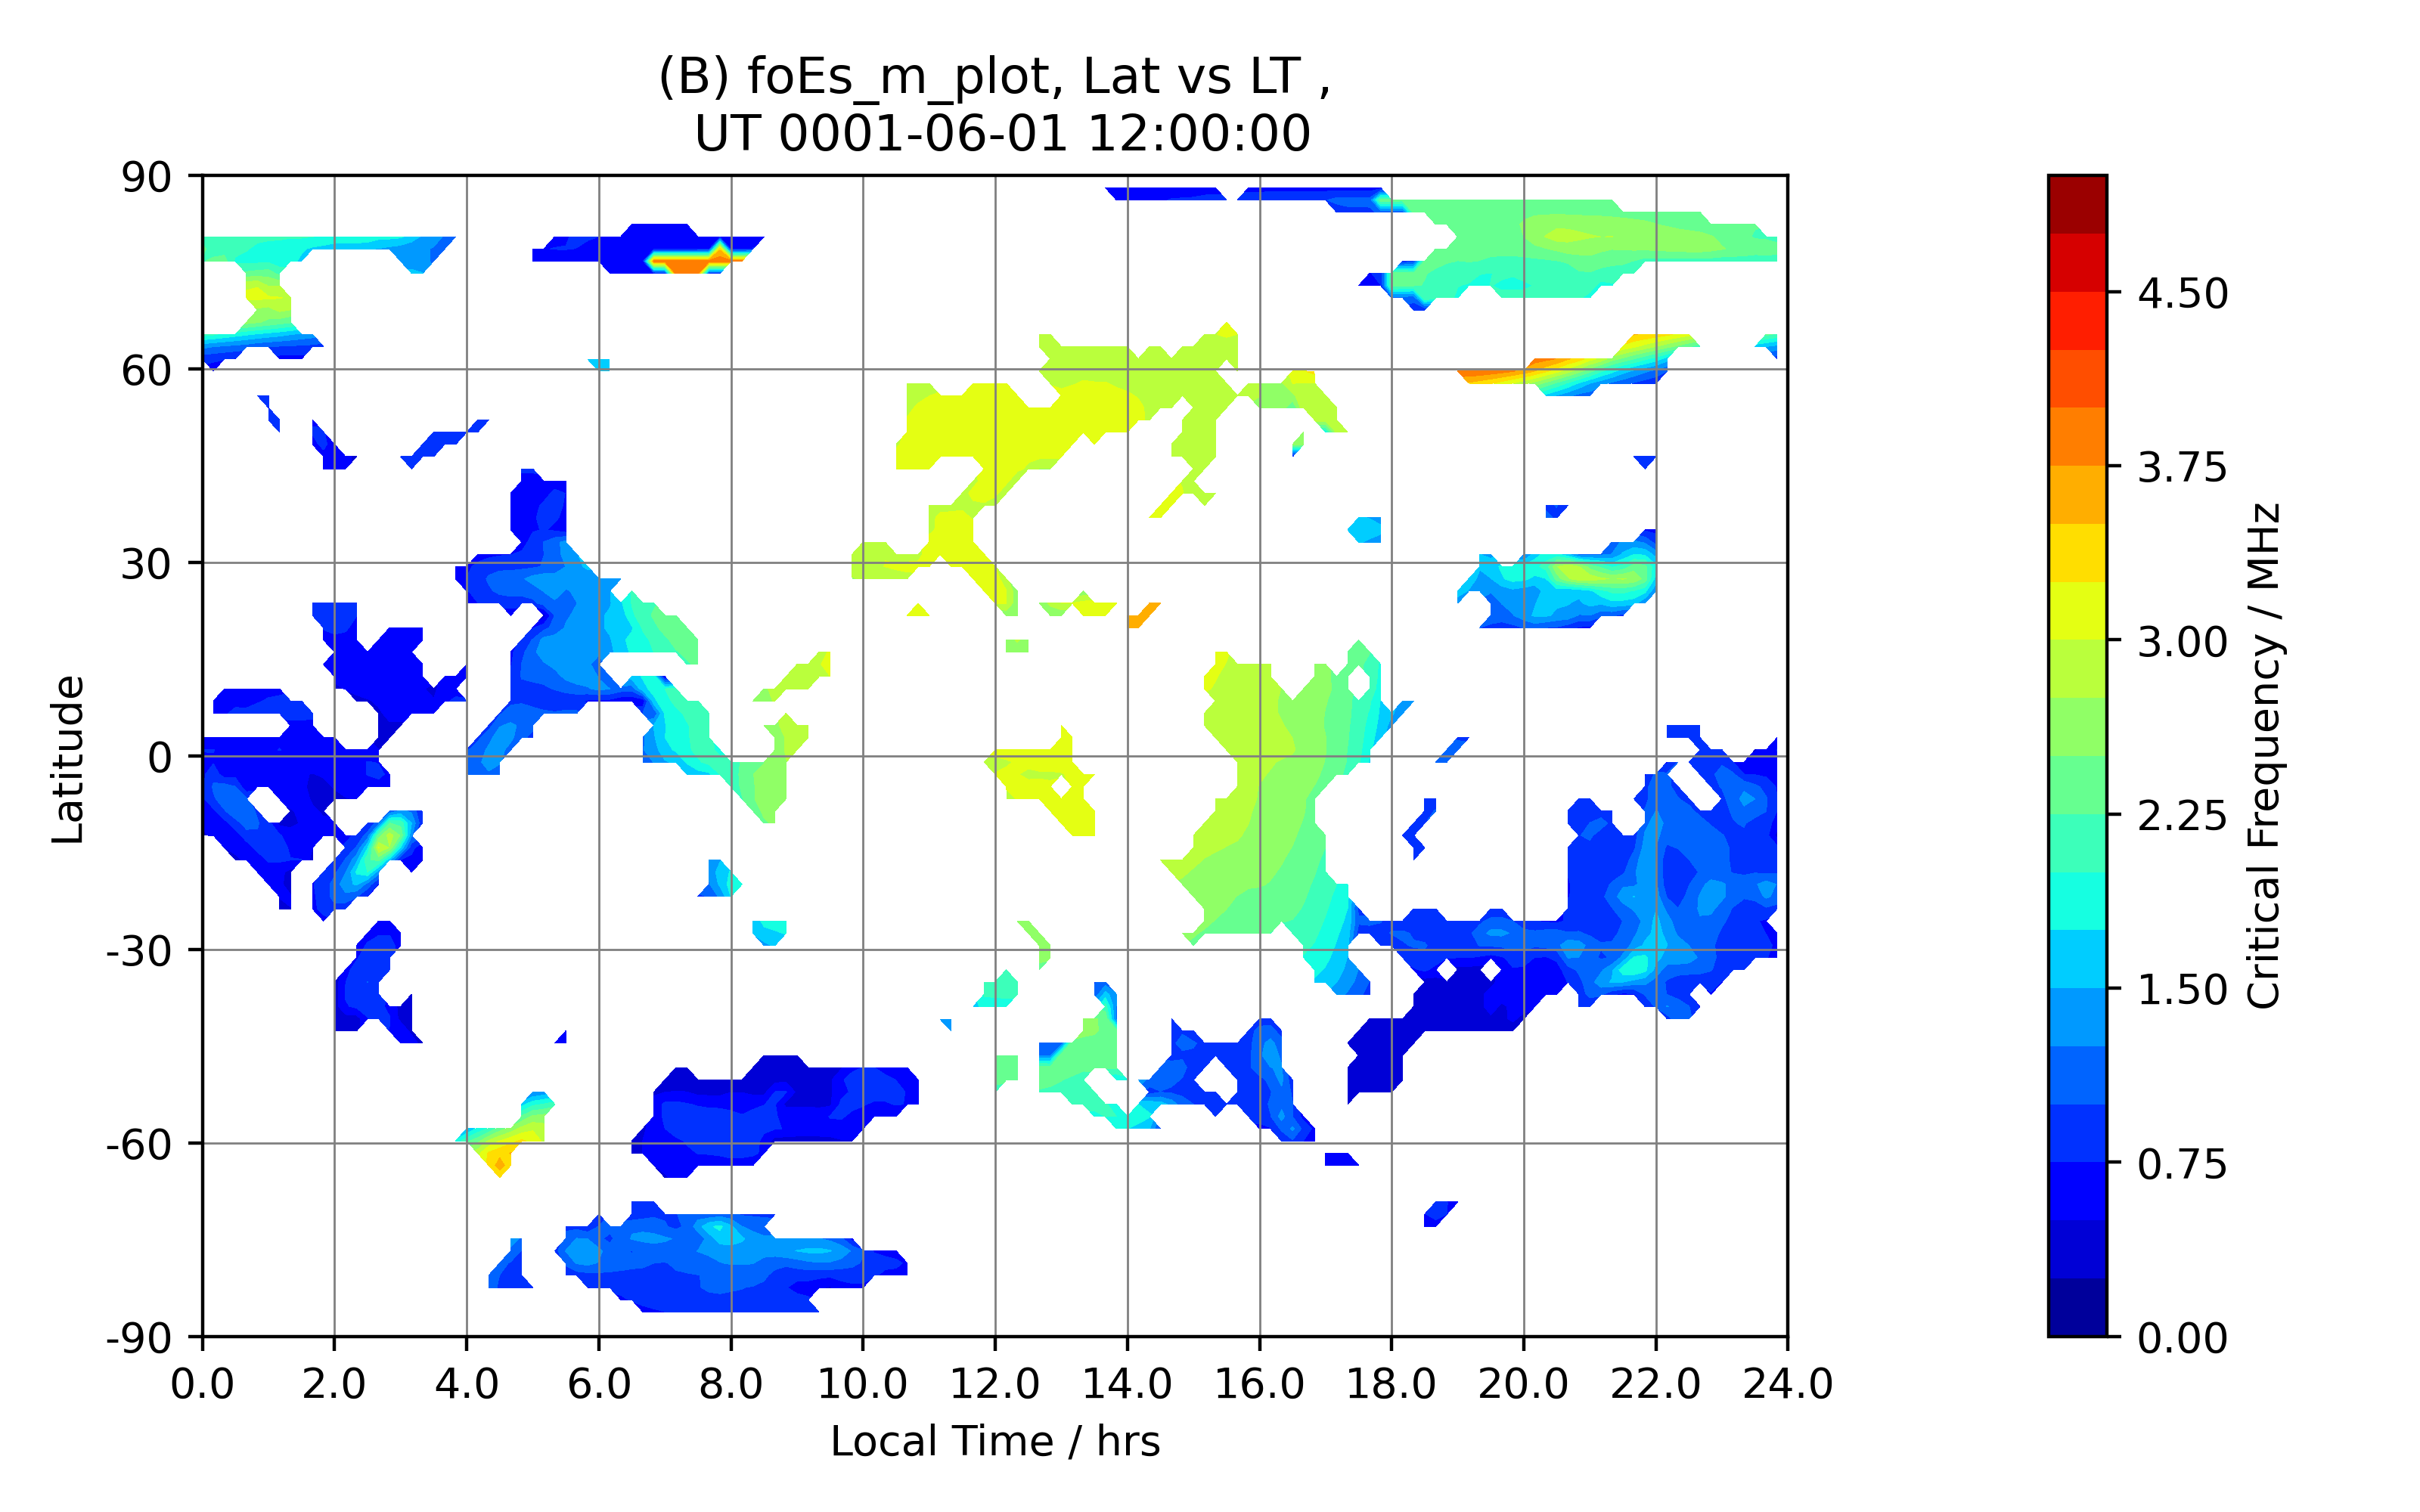 (B) foEs_m_plot, Lat vs LT ,
UT 0001-06-01 12:00:00
90
60
30
0
-30
-60
-90
Latitude
0.0 2.0 4.0 6.0 8.0 10.0 12.0 14.0 16.0 18.0 20.0 22.0 24.0
Local Time / hrs
4.50
3.75
3.00
2.25
1.50
0.75
0.00
Critical Frequency / MHz